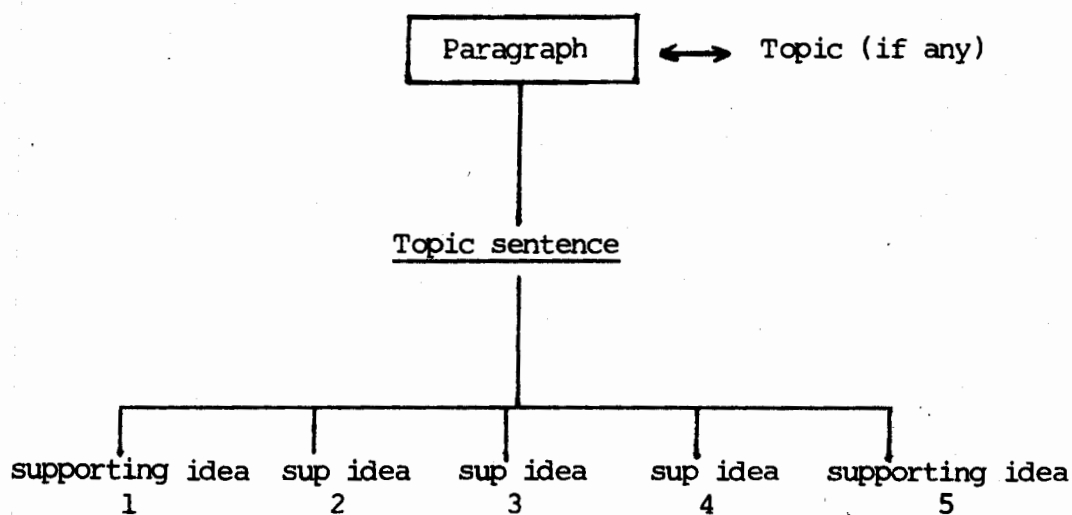 Paragraph ↔ Topic (if any)
Topic sentence
supporting idea sup idea sup idea sup idea supporting idea
1 2 3 4 5